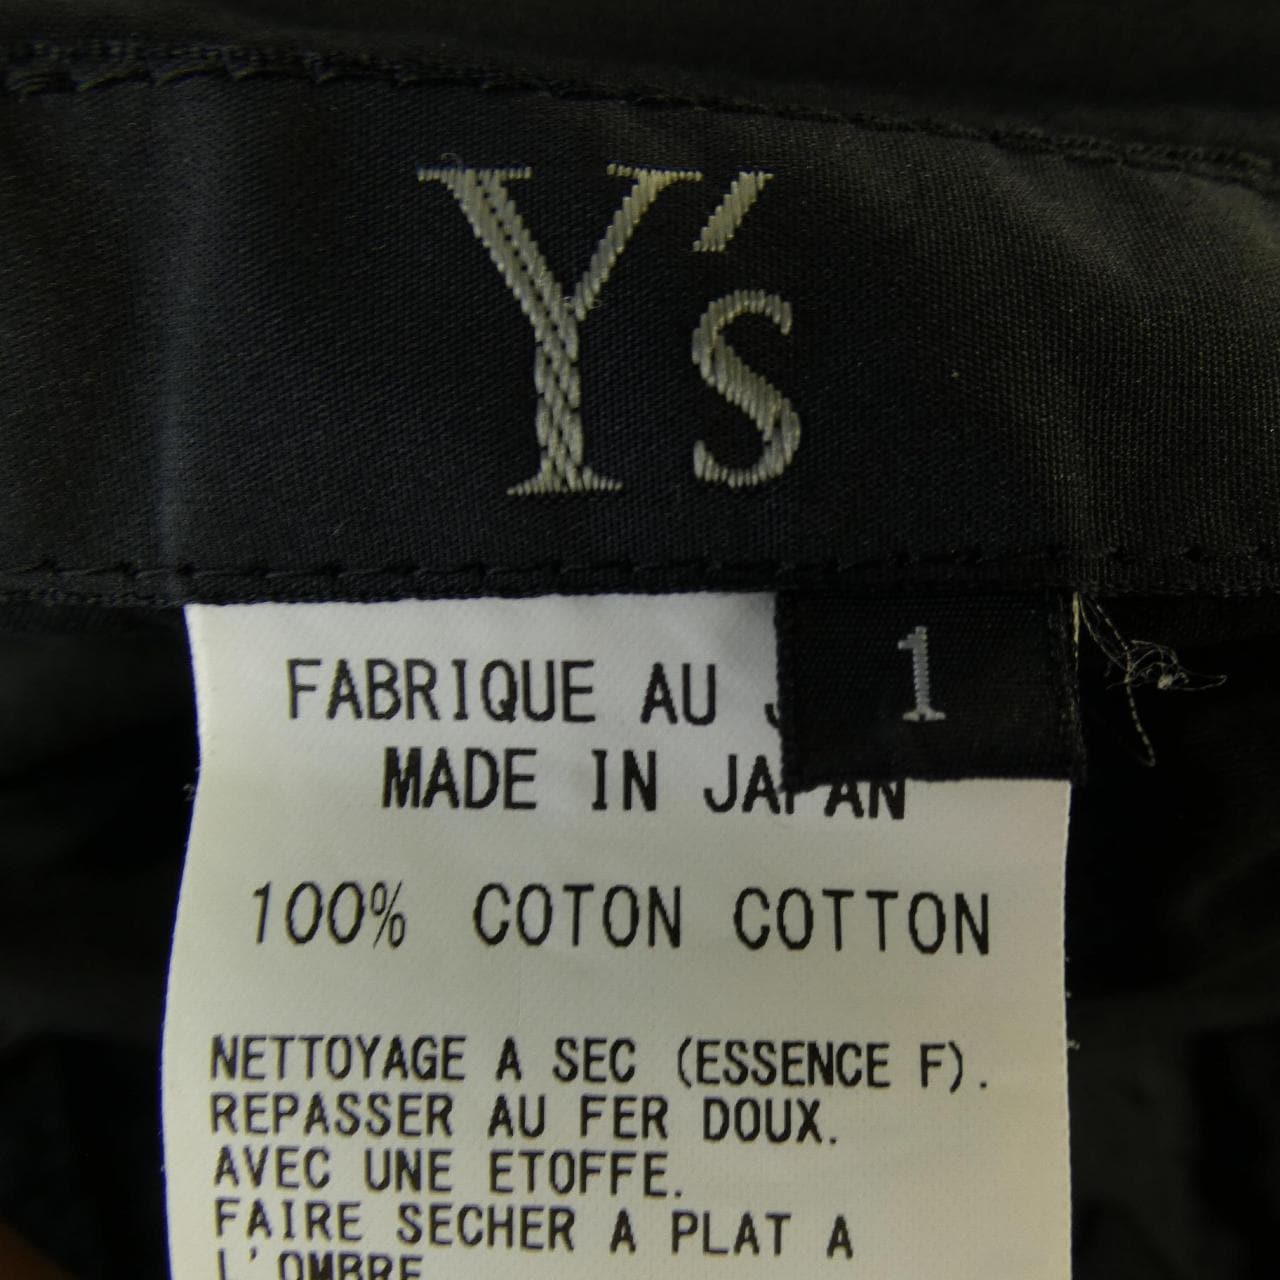 Y's
1
FABRIQUE AU
MADE IN JAPAN
100% COTON COTTON
NETTOYAGE A SEC (ESSENCE F).
REPASSER AU FER DOUX.
AVEC UNE ETOFFE.
FAIRE SECHER A PLAT A
L'OMBRE